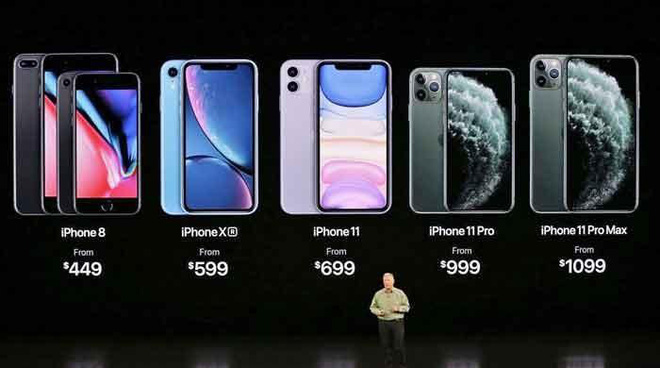 iPhone 8
From
$449
iPhone XR
From
$599
iPhone 11
From
$699
iPhone 11 Pro
From
$999
iPhone 11 Pro Max
From
$1099